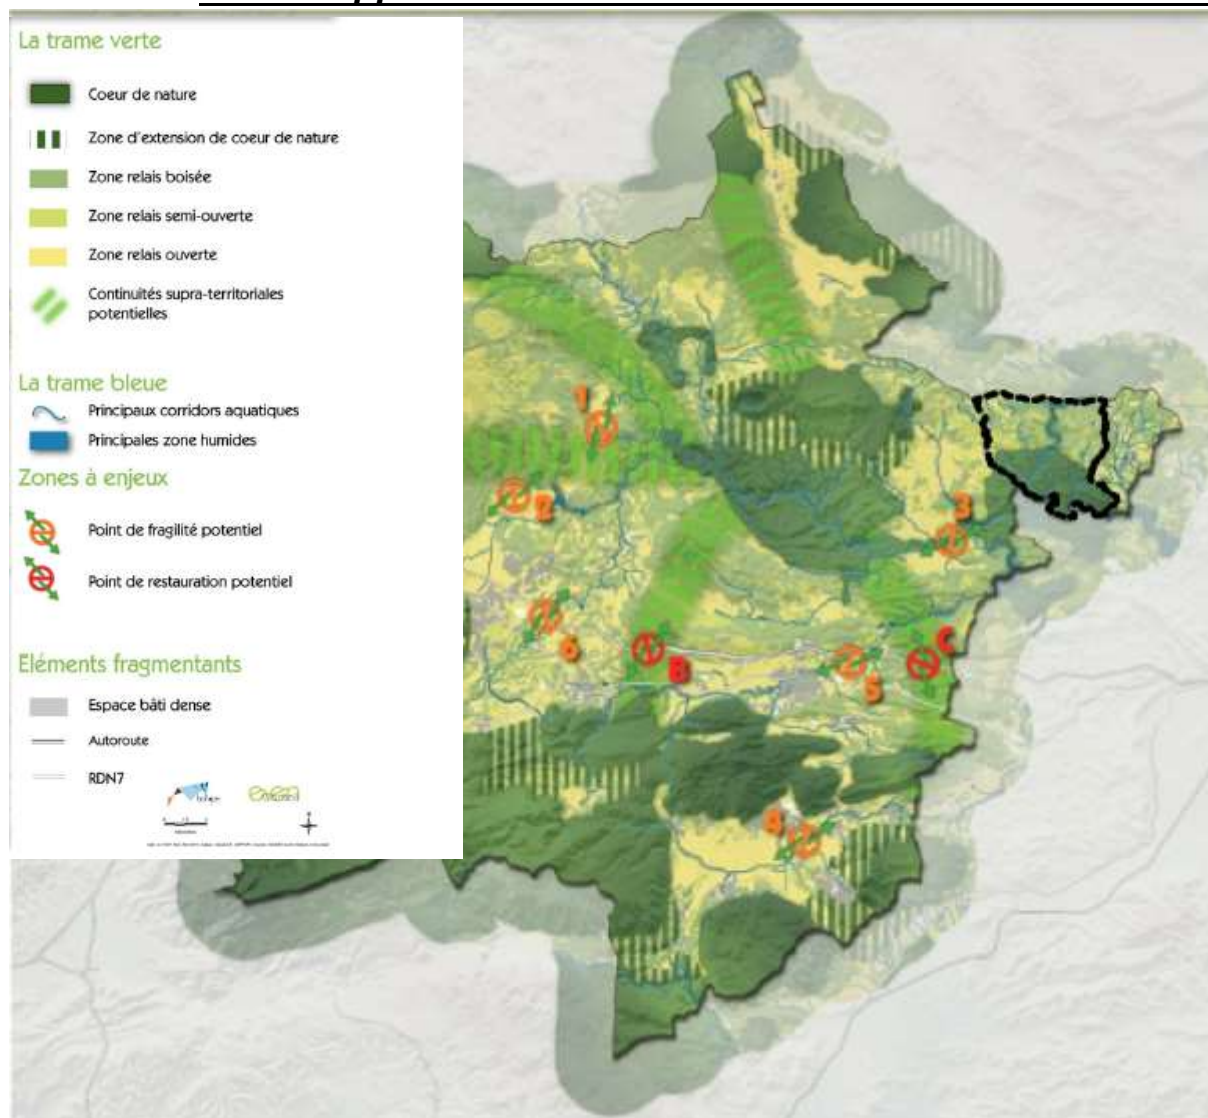 La trame verte
Coeur de nature
Zone d'extension de coeur de nature
Zone relais boisée
Zone relais semi-ouverte
Zone relais ouverte
Continuités supra-territoriales
potentielles
La trame bleue
Principaux corridors aquatiques
Principales zone humides
Zones à enjeux
Point de fragilité potentiel
Point de restauration potentiel
Eléments fragmentants
Espace bâti dense
Autoroute
RDN7
1
2
3
6
B
C
5
4